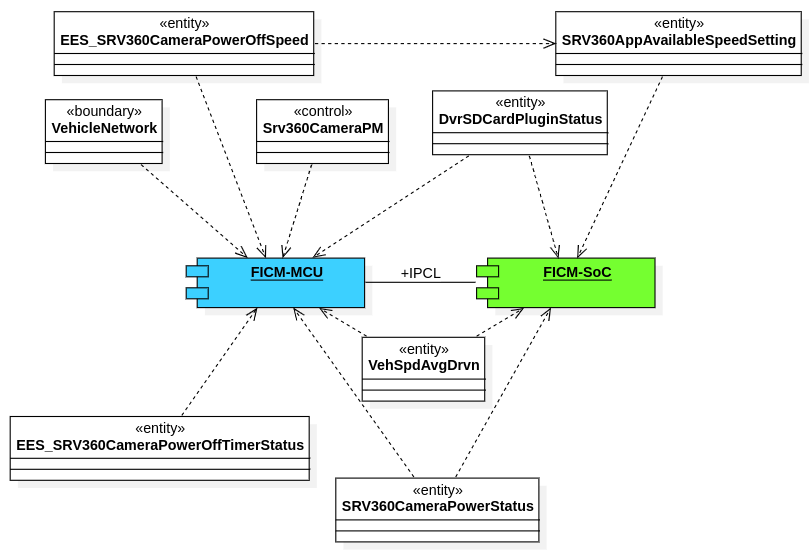 «entity»
EES_SRV360CameraPowerOffSpeed
«entity»
SRV360AppAvailableSpeedSetting
«boundary»
VehicleNetwork
«control»
Srv360CameraPM
«entity»
DvrSDCardPluginStatus
FICM-MCU
+IPCL
FICM-SoC
«entity»
VehSpdAvgDrvn
«entity»
EES_SRV360CameraPowerOffTimerStatus
«entity»
SRV360CameraPowerStatus